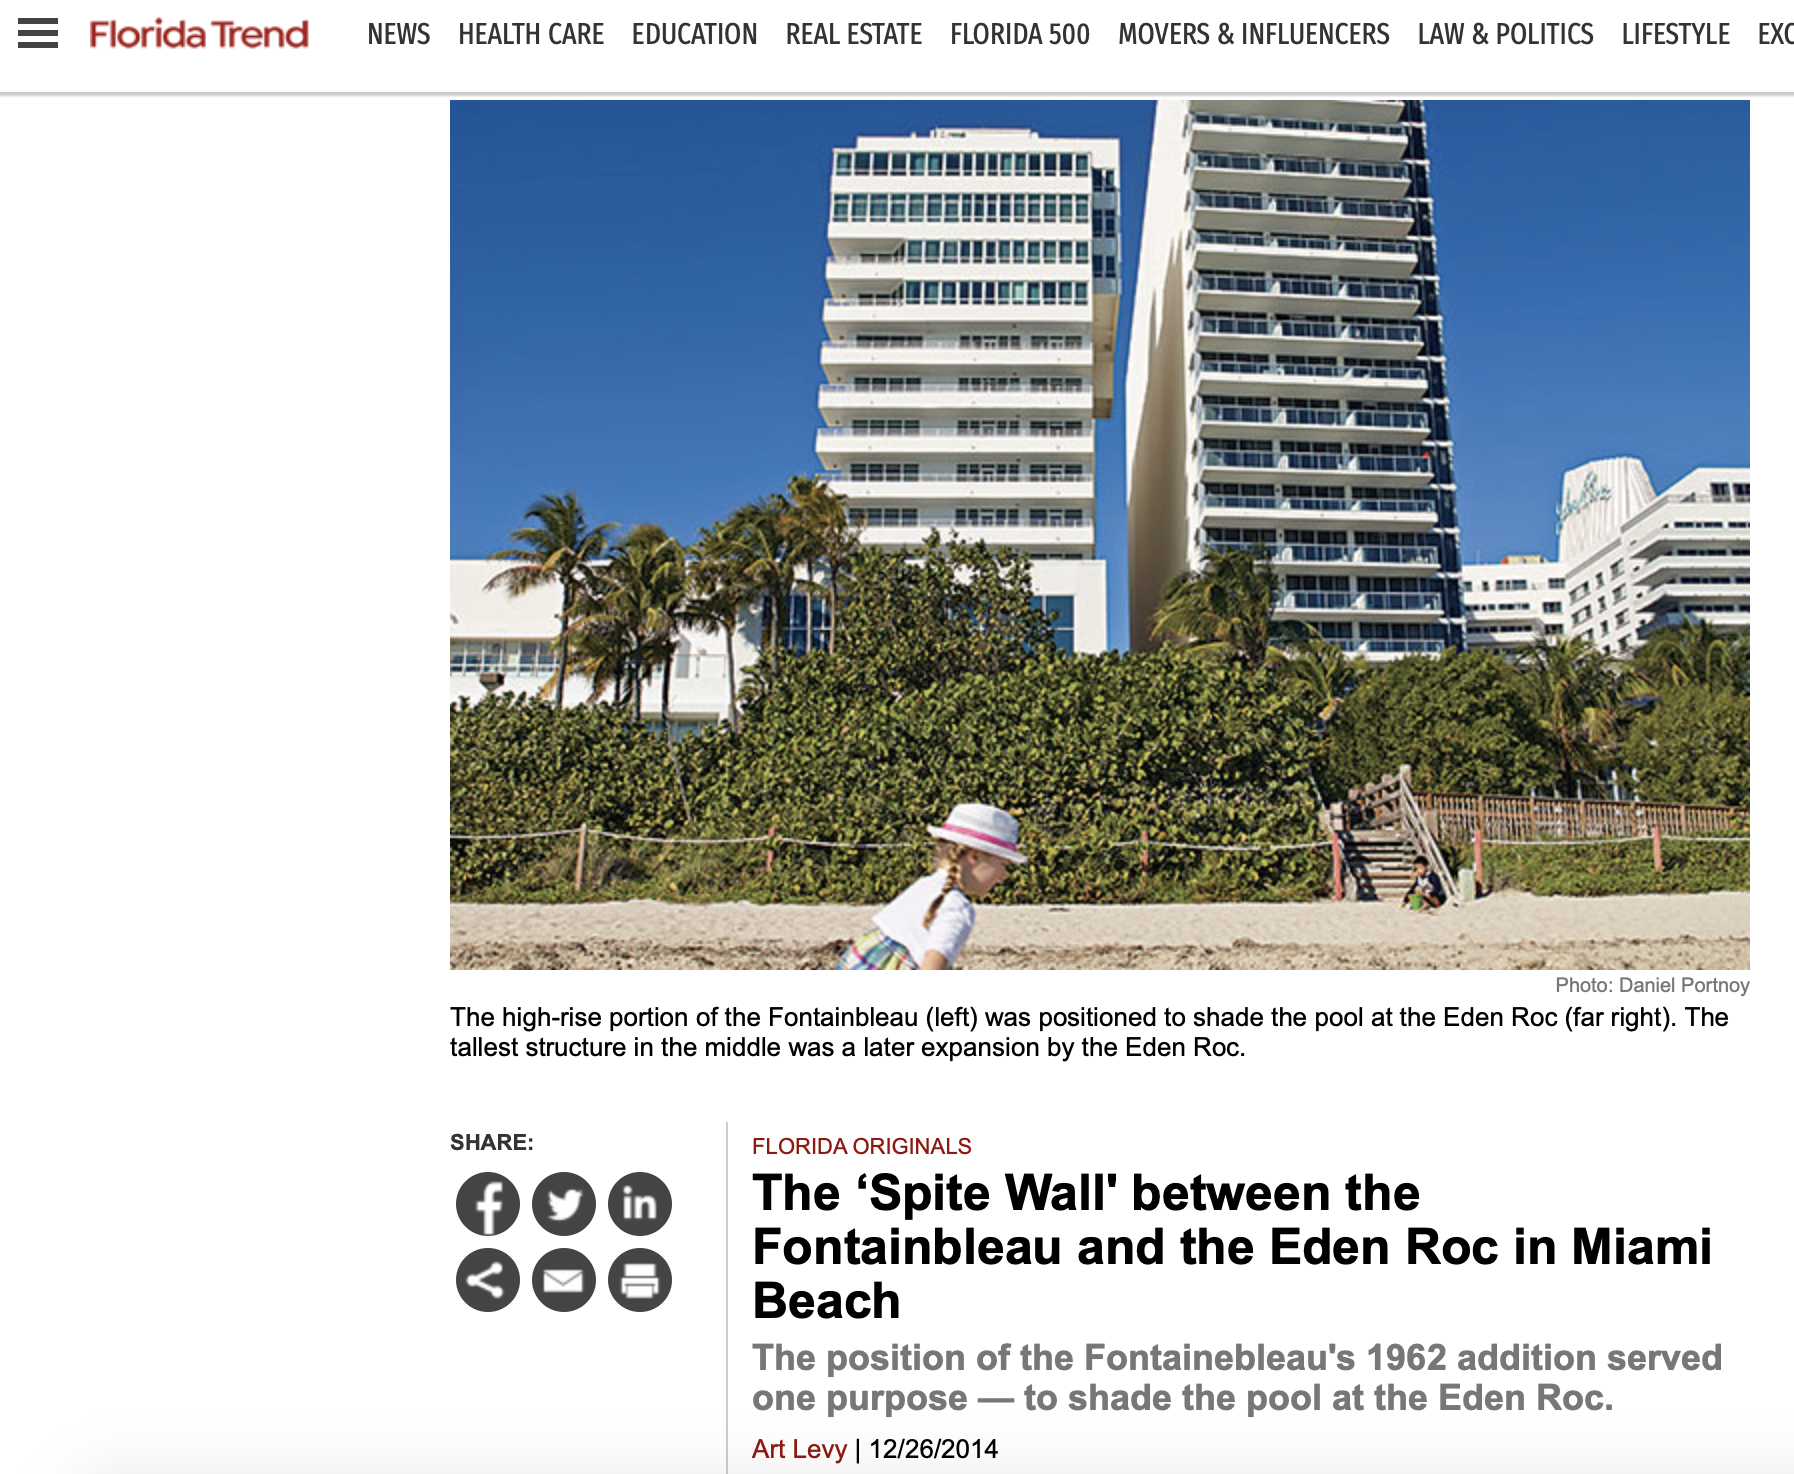 Florida Trend
NEWS HEALTH CARE EDUCATION REAL ESTATE FLORIDA 500 MOVERS & INFLUENCERS LAW & POLITICS LIFESTYLE EXC
Photo: Daniel Portnoy
The high-rise portion of the Fontainbleau (left) was positioned to shade the pool at the Eden Roc (far right). The
tallest structure in the middle was a later expansion by the Eden Roc.
SHARE:
FLORIDA ORIGINALS
The ‘Spite Wall' between the
Fontainbleau and the Eden Roc in Miami
Beach
The position of the Fontainebleau's 1962 addition served
one purpose — to shade the pool at the Eden Roc.
Art Levy | 12/26/2014